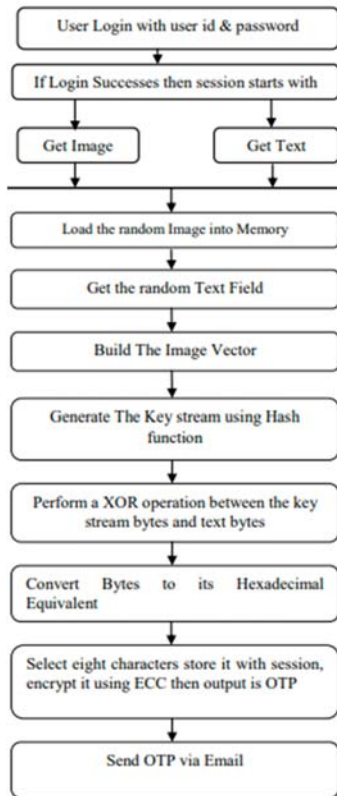 User Login with user id & password
If Login Successes then session starts with
Get Image
Get Text
Load the random Image into Memory
Get the random Text Field
Build The Image Vector
Generate The Key stream using Hash
function
Perform a XOR operation between the key
stream bytes and text bytes
Convert Bytes to its Hexadecimal
Equivalent
Select eight characters store it with session,
encrypt it using ECC then output is OTP
Send OTP via Email